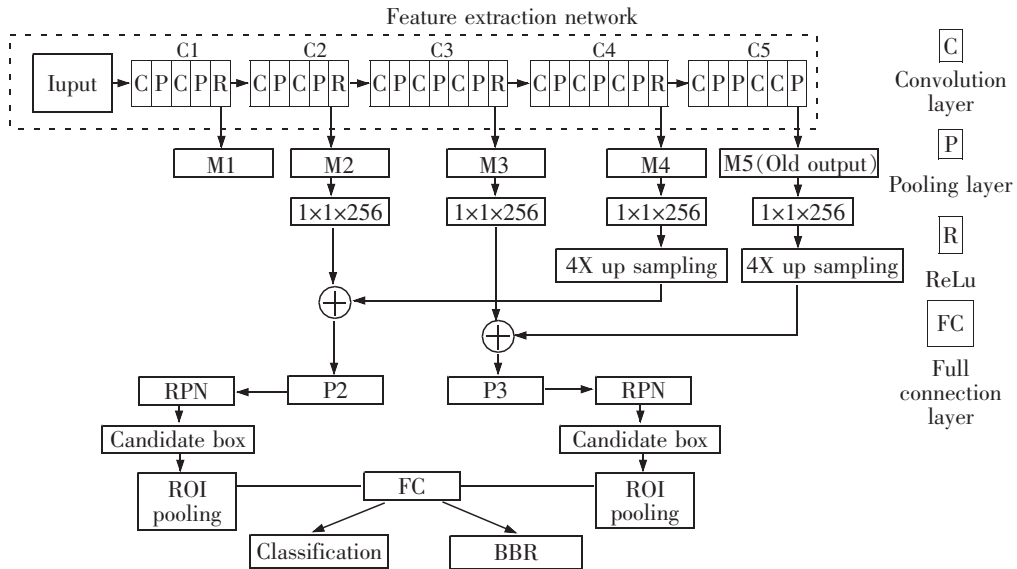 Feature extraction network
C1
C2
C3
C4
C5
Iuput
C P C P R
C P C P R
C P C P C P R
C P C P C P R
C P P C C P
C
Convolution
layer
M1
M2
M3
M4
M5(Old output)
P
Pooling layer
1×1×256
1×1×256
1×1×256
1×1×256
R
ReLu
4X up sampling
4X up sampling
FC
Full
connection
layer
RPN
P2
P3
RPN
Candidate box
Candidate box
ROI
pooling
FC
ROI
pooling
Classification
BBR